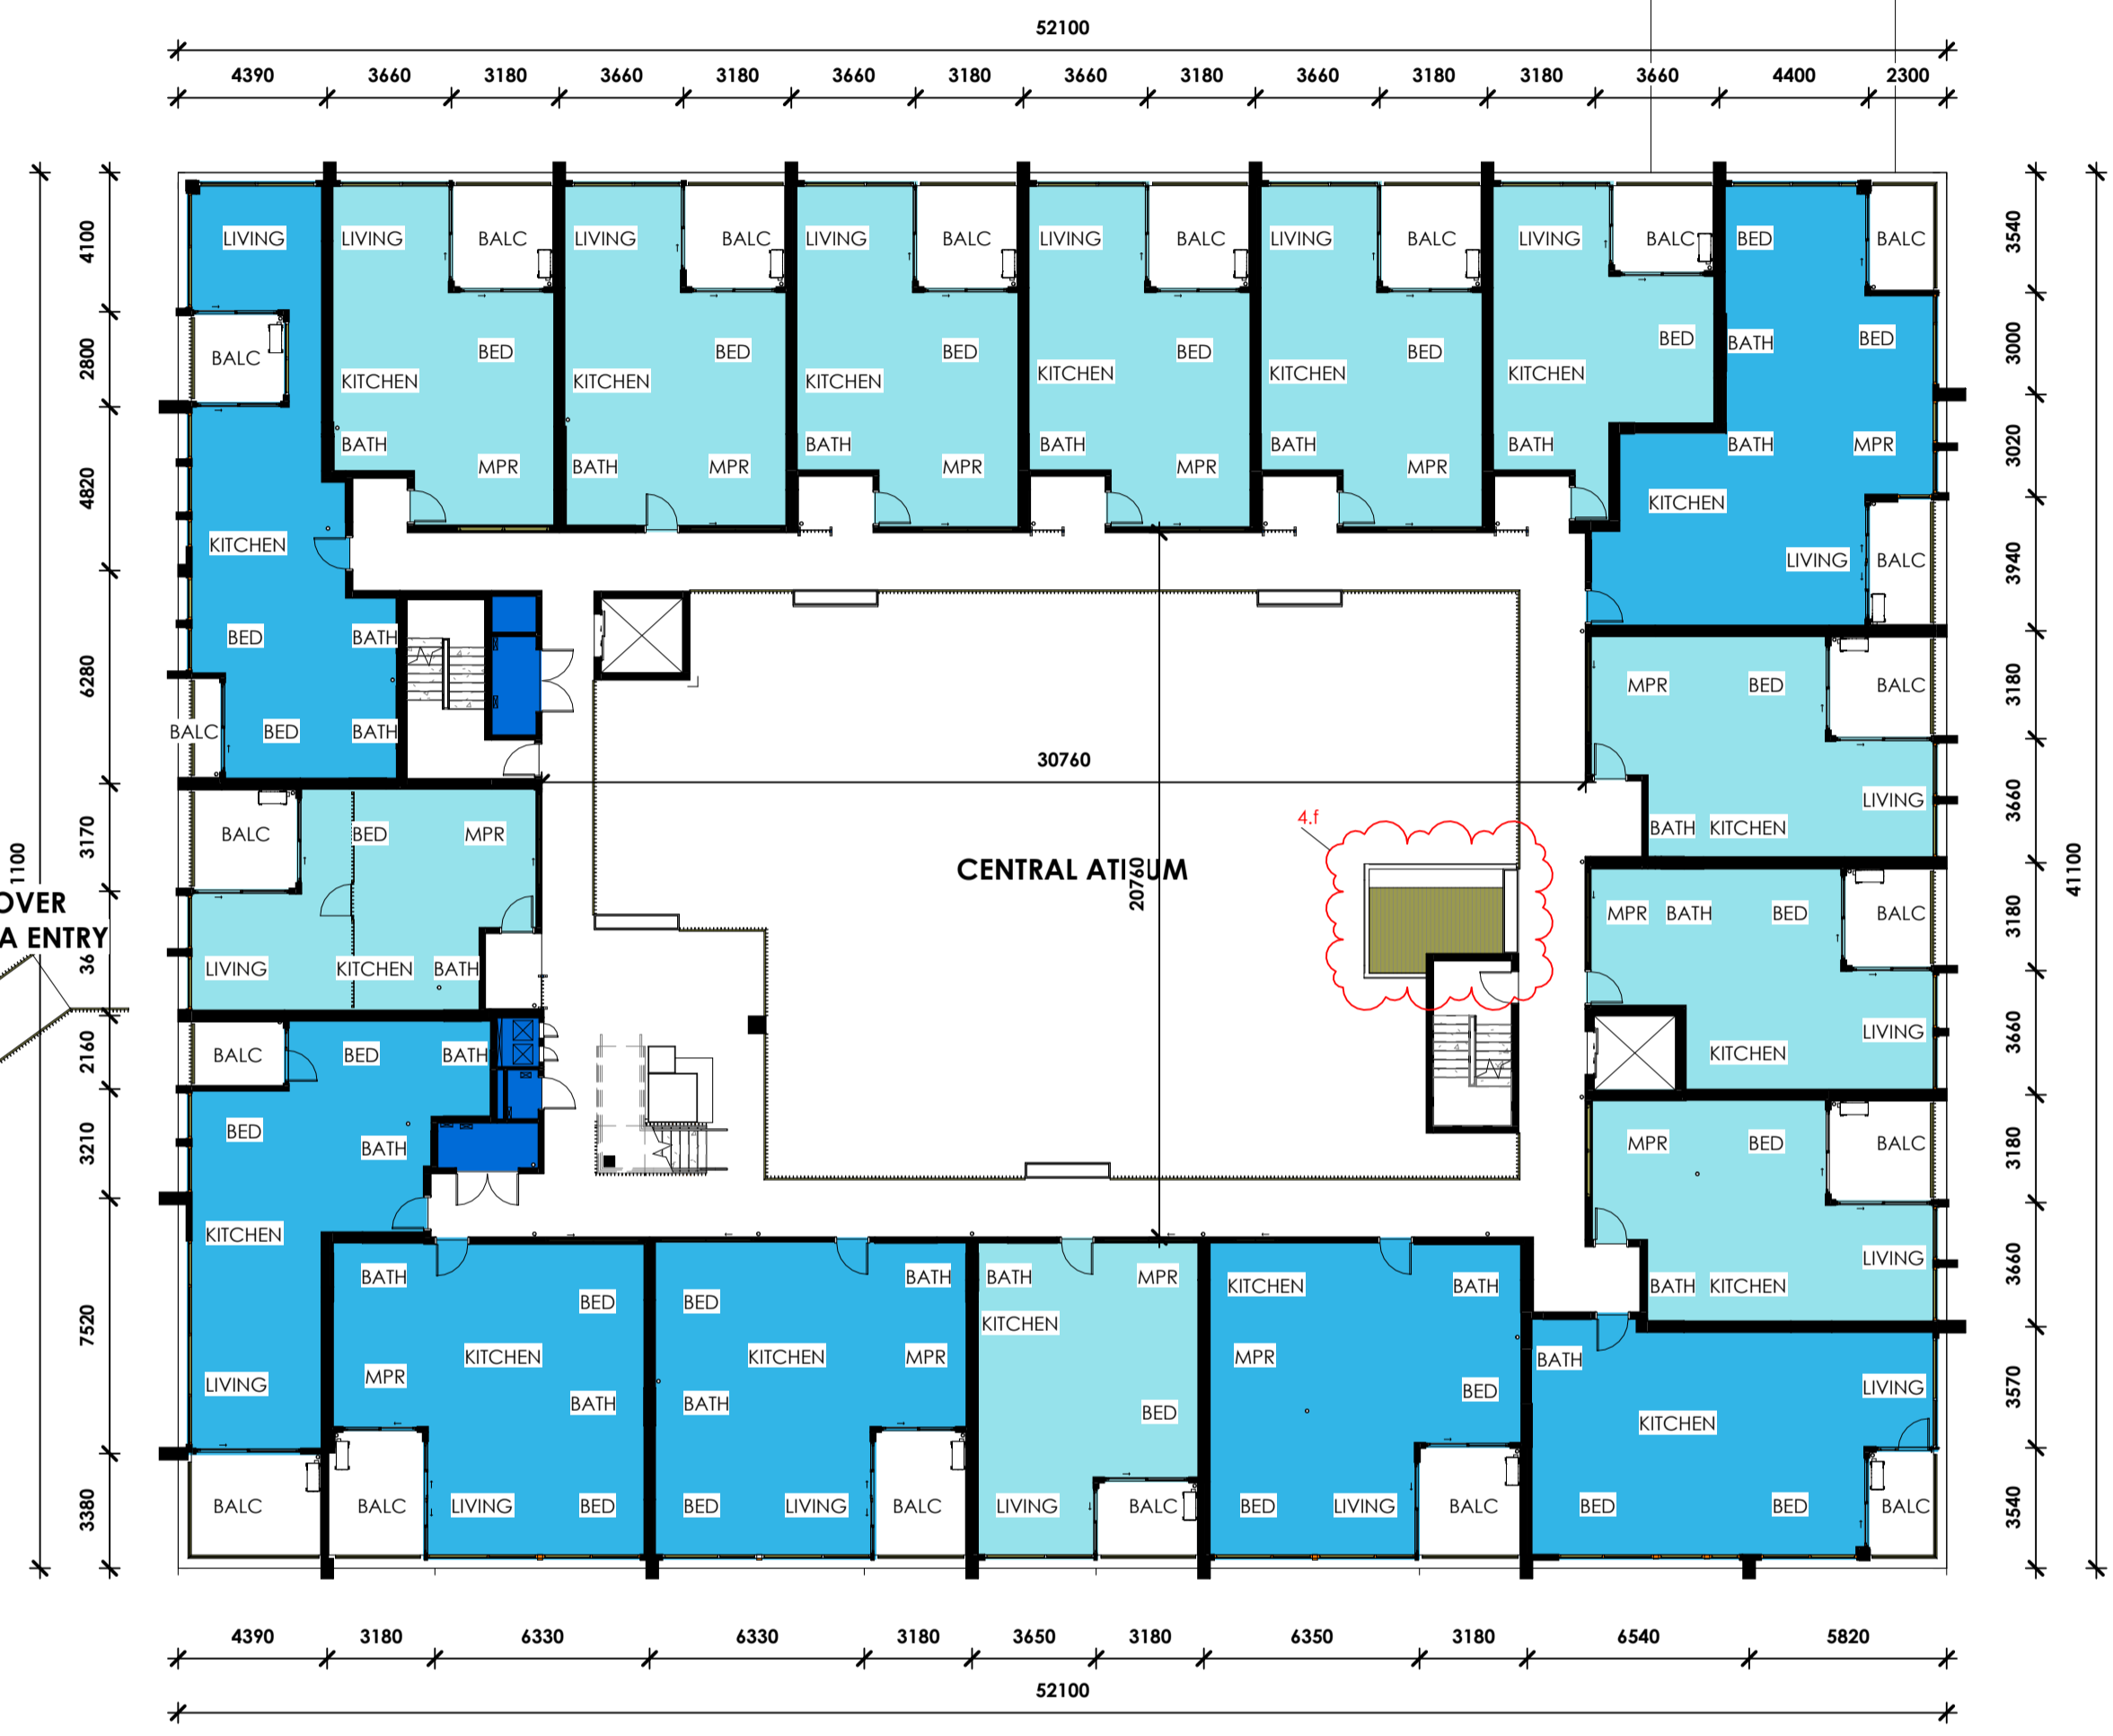 52100
4390 3660 3180 3660 3180 3660 3180 3660 3180 3660 3180 3180 3660 4400 2300
4100
2800
4820
6280
3170
2160
3210
7520
3380
1100
OVER
A ENTRY
3540
3000
3020
3940
3180
3660
3180
3660
3180
3660
3570
3540
41100
LIVING LIVING BALC LIVING BALC LIVING BALC LIVING BALC LIVING BALC LIVING BALC BED BALC
BALC BED BED BED BED BED BED BATH BED
KITCHEN KITCHEN KITCHEN KITCHEN KITCHEN KITCHEN
BATH BATH BATH BATH BATH BATH MPR
MPR BATH MPR MPR MPR MPR
KITCHEN
KITCHEN LIVING BALC
BED BATH
MPR BED BALC
BALC BED BATH
30760
LIVING
BALC BED MPR 4.f BATH KITCHEN
CENTRAL ATRIUM
20760
MPR BATH BED BALC
LIVING KITCHEN BATH
LIVING
BALC BED BATH KITCHEN
BED BATH MPR BED BALC
KITCHEN LIVING
BATH BATH BATH MPR KITCHEN BATH BATH KITCHEN
BED BED KITCHEN
KITCHEN KITCHEN MPR MPR BATH
LIVING MPR BED LIVING
BATH BATH BED KITCHEN
BALC BALC LIVING BED BED LIVING BALC LIVING BALC BED LIVING BALC BED BED BALC
4390 3180 6330 6330 3180 3650 3180 6350 3180 6540 5820
52100